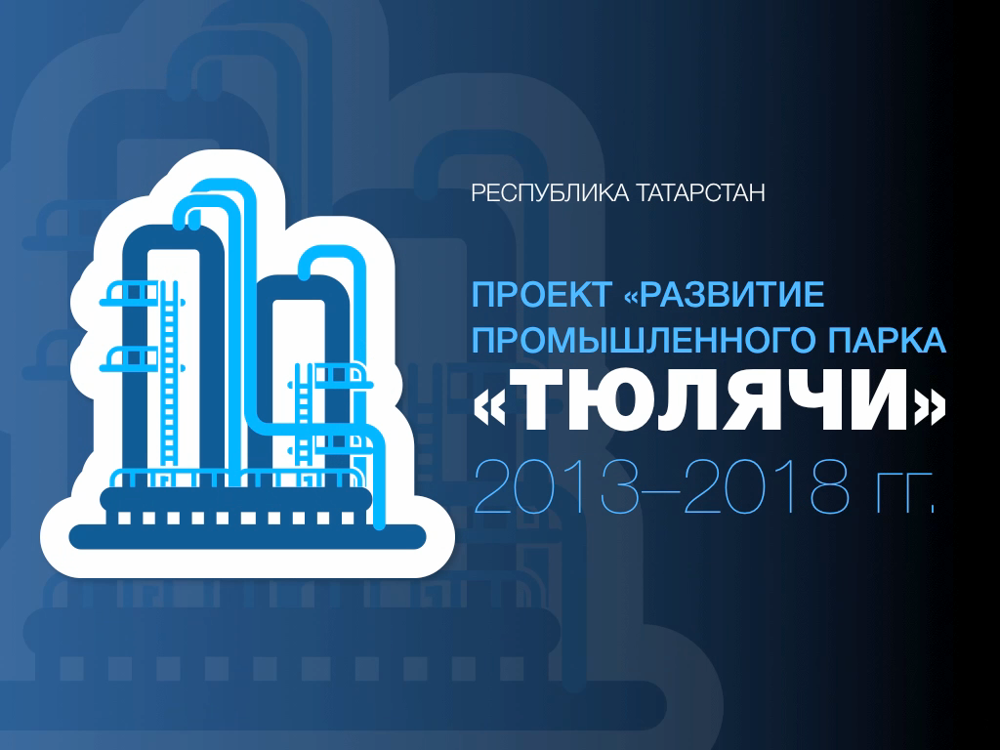 РЕСПУБЛИКА ТАТАРСТАН
ПРОЕКТ «РАЗВИТИЕ
ПРОМЫШЛЕННОГО ПАРКА
«ТЮЛЯЧИ»
2013–2018 гг.